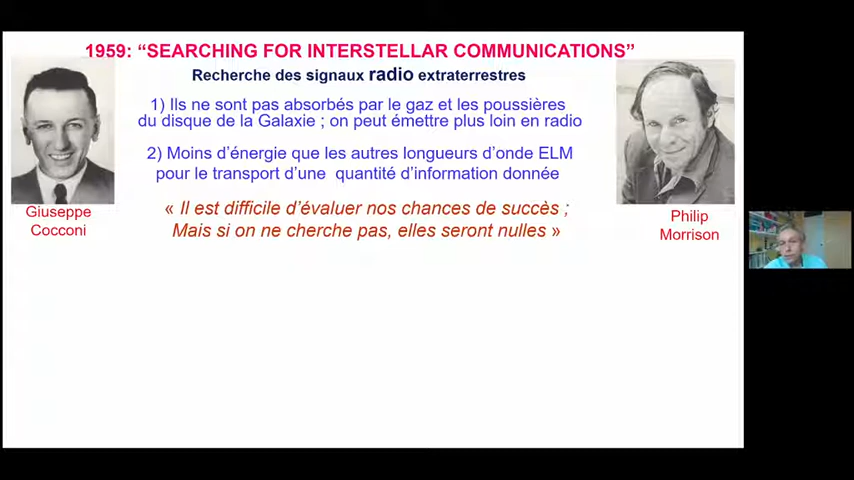 1959: “SEARCHING FOR INTERSTELLAR COMMUNICATIONS”
Recherche des signaux radio extraterrestres
1) Ils ne sont pas absorbés par le gaz et les poussières
du disque de la Galaxie ; on peut émettre plus loin en radio
2) Moins d’énergie que les autres longueurs d’onde ELM
pour le transport d’une quantité d’information donnée
« Il est difficile d’évaluer nos chances de succès ;
Mais si on ne cherche pas, elles seront nulles »
Giuseppe
Cocconi
Philip
Morrison